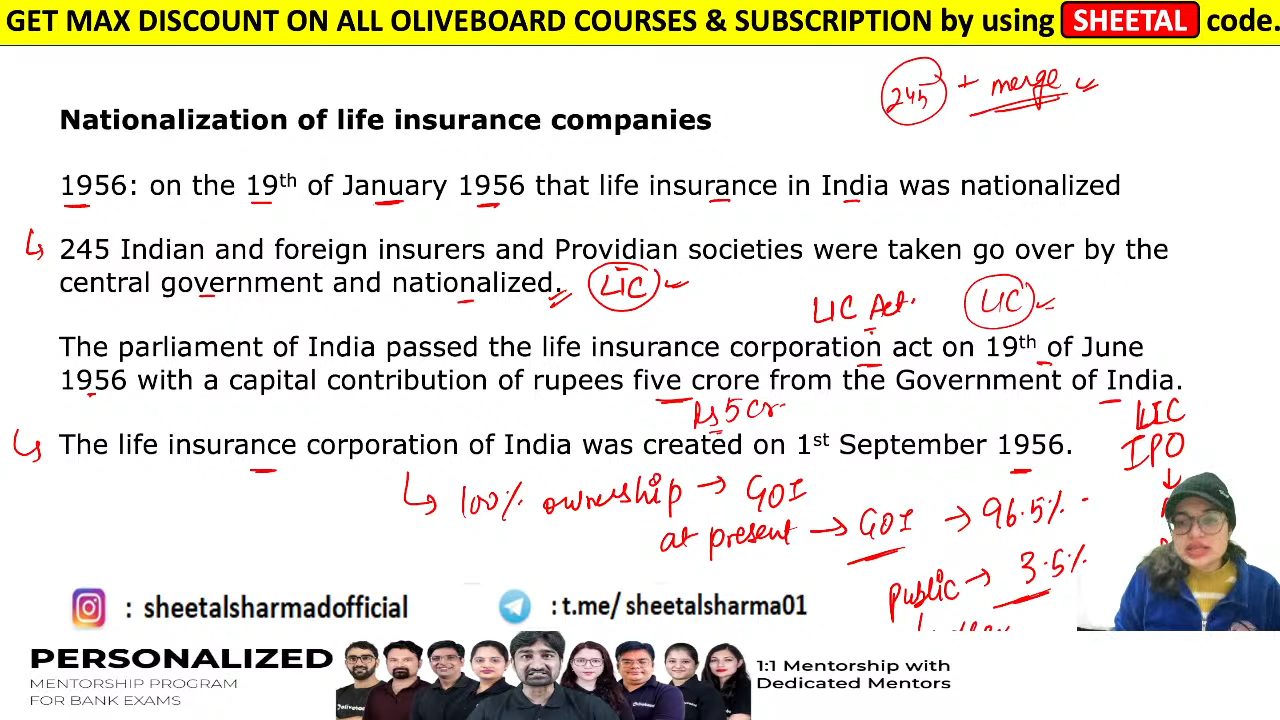 GET MAX DISCOUNT ON ALL OLIVEBOARD COURSES & SUBSCRIPTION by using SHEETAL code.
245 + merge
Nationalization of life insurance companies
1956: on the 19th of January 1956 that life insurance in India was nationalized
245 Indian and foreign insurers and Providian societies were taken go over by the
central government and nationalized. LIC
LIC Act. LIC
The parliament of India passed the life insurance corporation act on 19th of June
1956 with a capital contribution of rupees five crore from the Government of India.
Rs 5 Cr
LIC
The life insurance corporation of India was created on 1st September 1956.
IPO
100% ownership → GOI
at present → GOI → 96.5%
public → 3.5%
: sheetalsharmadofficial
: t.me/ sheetalsharma01
PERSONALIZED
MENTORSHIP PROGRAM
FOR BANK EXAMS
1:1 Mentorship with
Dedicated Mentors